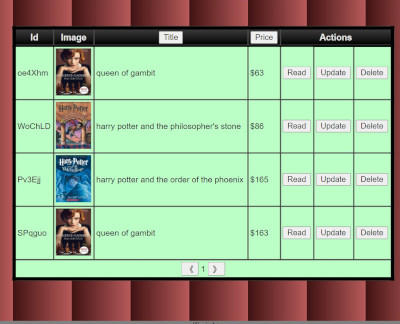 Id Image Title Price Actions
oe4Xhm queen of gambit $63 Read Update Delete
WoChLD harry potter and the philosopher's stone $86 Read Update Delete
Harry Potter
Pv3Ejj harry potter and the order of the phoenix $165 Read Update Delete
SPqguo queen of gambit $163 Read Update Delete
《 1 》